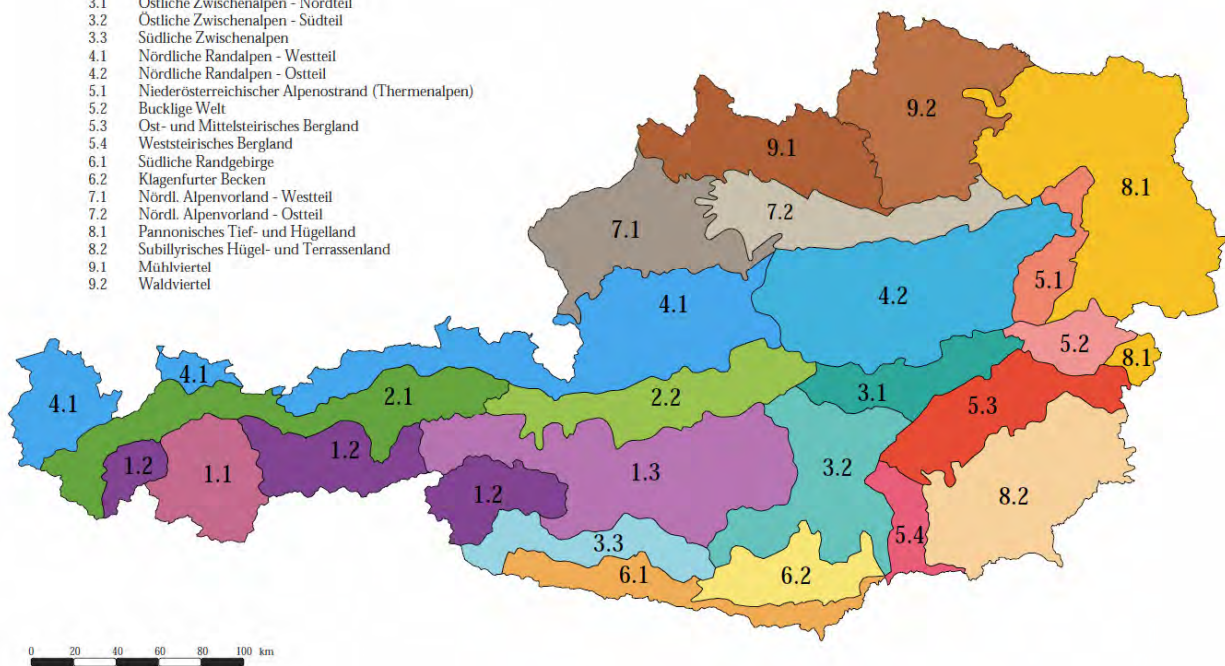 3.1 Östliche Zwischenalpen - Nordteil
3.2 Östliche Zwischenalpen - Südteil
3.3 Südliche Zwischenalpen
4.1 Nördliche Randalpen - Westteil
4.2 Nördliche Randalpen - Ostteil
5.1 Niederösterreichischer Alpenostrand (Thermenalpen)
5.2 Bucklige Welt
5.3 Ost- und Mittelsteirisches Bergland
5.4 Weststeirisches Bergland
6.1 Südliche Randgebirge
6.2 Klagenfurter Becken
7.1 Nördl. Alpenvorland - Westteil
7.2 Nördl. Alpenvorland - Ostteil
8.1 Pannonisches Tief- und Hügelland
8.2 Subillyrisches Hügel- und Terrassenland
9.1 Mühlviertel
9.2 Waldviertel
9.2
9.1
8.1
7.2
7.1
5.1
4.2
4.1
5.2
8.1
4.1
3.1
2.1
2.2
4.1
5.3
1.2
1.2
1.1
1.3
3.2
1.2
8.2
5.4
3.3
6.1
6.2
0 20 40 60 80 100 km